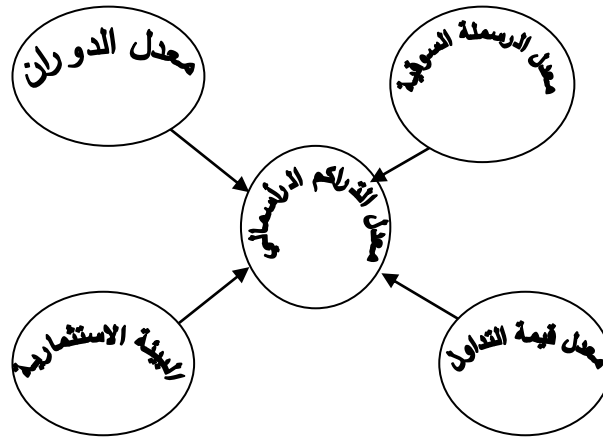 معدل الرسملة السوقية
معدل الدوران
معدل التراكم الرأسمالي
معدل قيمة التداول
البيئة الاستثمارية